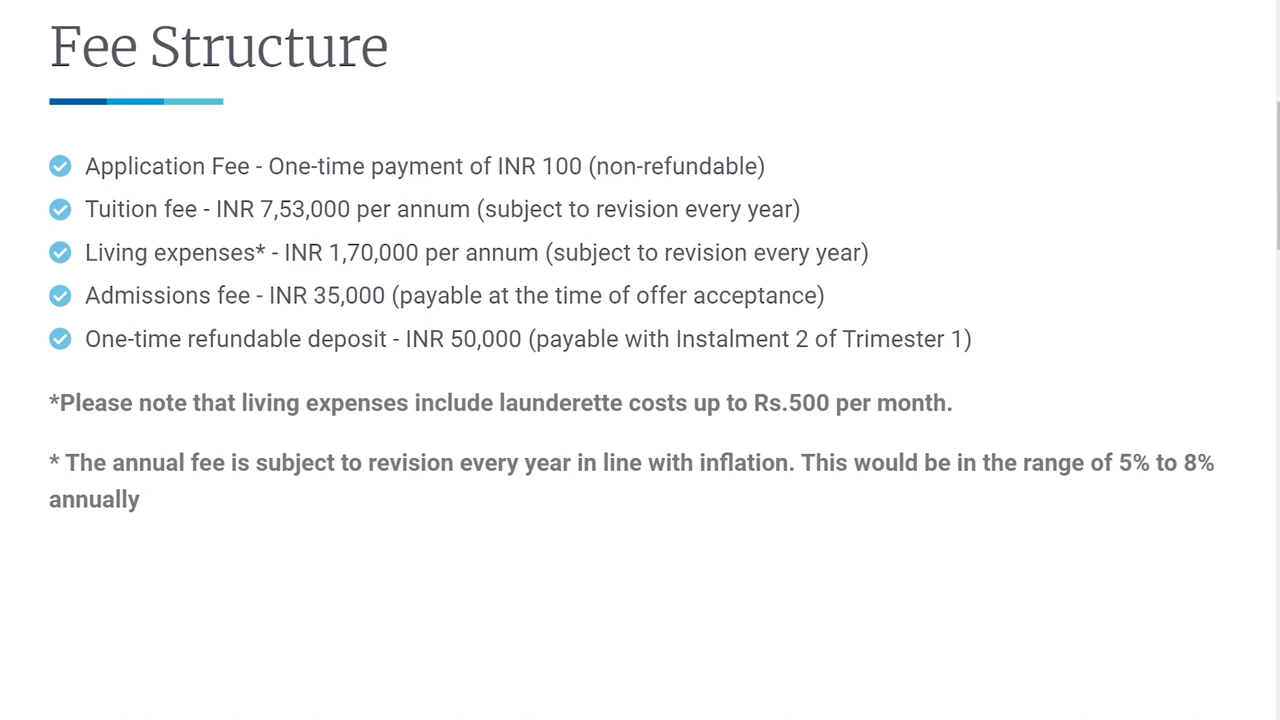 Fee Structure
Application Fee - One-time payment of INR 100 (non-refundable)
Tuition fee - INR 7,53,000 per annum (subject to revision every year)
Living expenses* - INR 1,70,000 per annum (subject to revision every year)
Admissions fee - INR 35,000 (payable at the time of offer acceptance)
One-time refundable deposit - INR 50,000 (payable with Instalment 2 of Trimester 1)
*Please note that living expenses include launderette costs up to Rs.500 per month.
* The annual fee is subject to revision every year in line with inflation. This would be in the range of 5% to 8%
annually